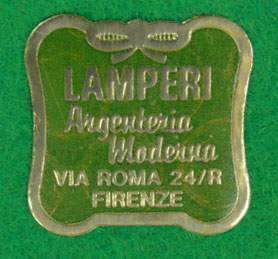 LAMPERI
Argenteria
Moderna
VIA ROMA 24/R
FIRENZE